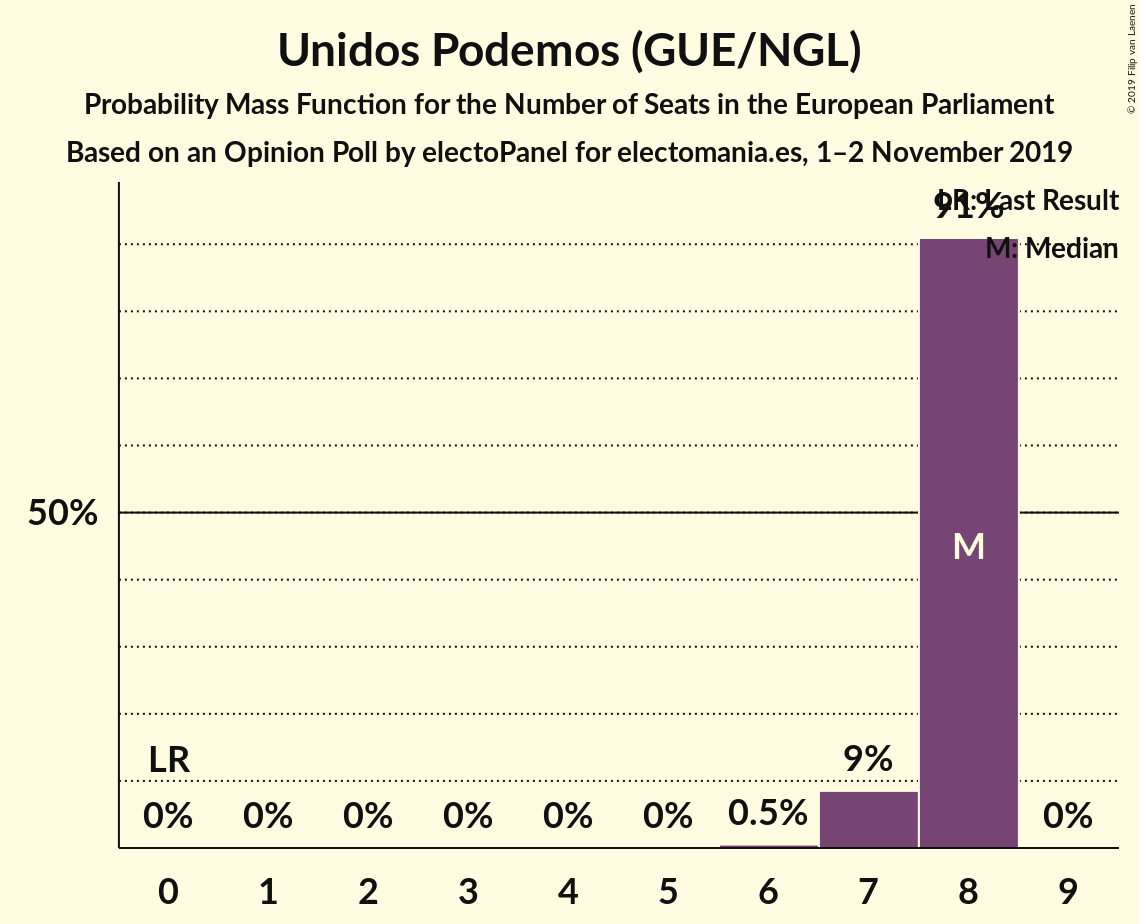 Unidos Podemos (GUE/NGL)
Probability Mass Function for the Number of Seats in the European Parliament
Based on an Opinion Poll by electoPanel for electomania.es, 1–2 November 2019
© 2019 Filip van Laenen
LR: Last Result
91%
M: Median
50%
M
LR
9%
0% 0% 0% 0% 0% 0% 0.5% 0%
0 1 2 3 4 5 6 7 8 9